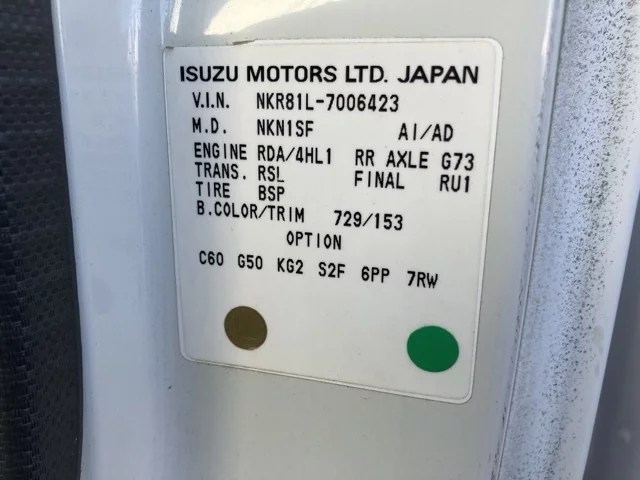 ISUZU MOTORS LTD. JAPAN
V.I.N. NKR81L-7006423
M.D. NKN1SF AI/AD
ENGINE RDA/4HL1 RR AXLE G73
TRANS. RSL FINAL RU1
TIRE BSP
B.COLOR/TRIM 729/153
OPTION
C60 G50 KG2 S2F 6PP 7RW